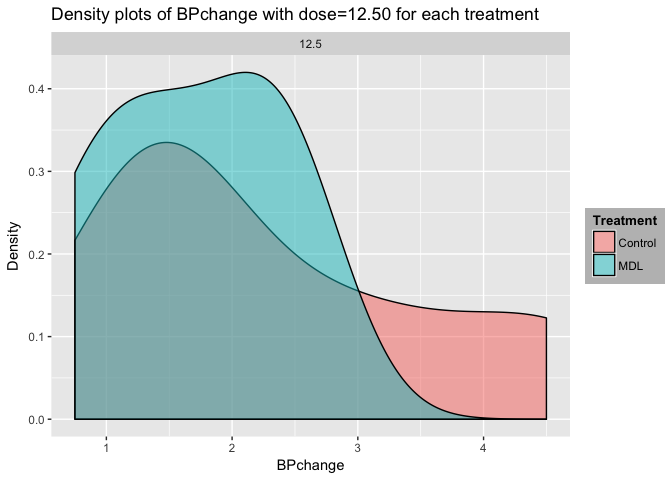 Density plots of BPchange with dose=12.50 for each treatment
12.5
0.4
0.3
0.2
0.1
0.0
Density
1 2 3 4
BPchange
Treatment
Control
MDL